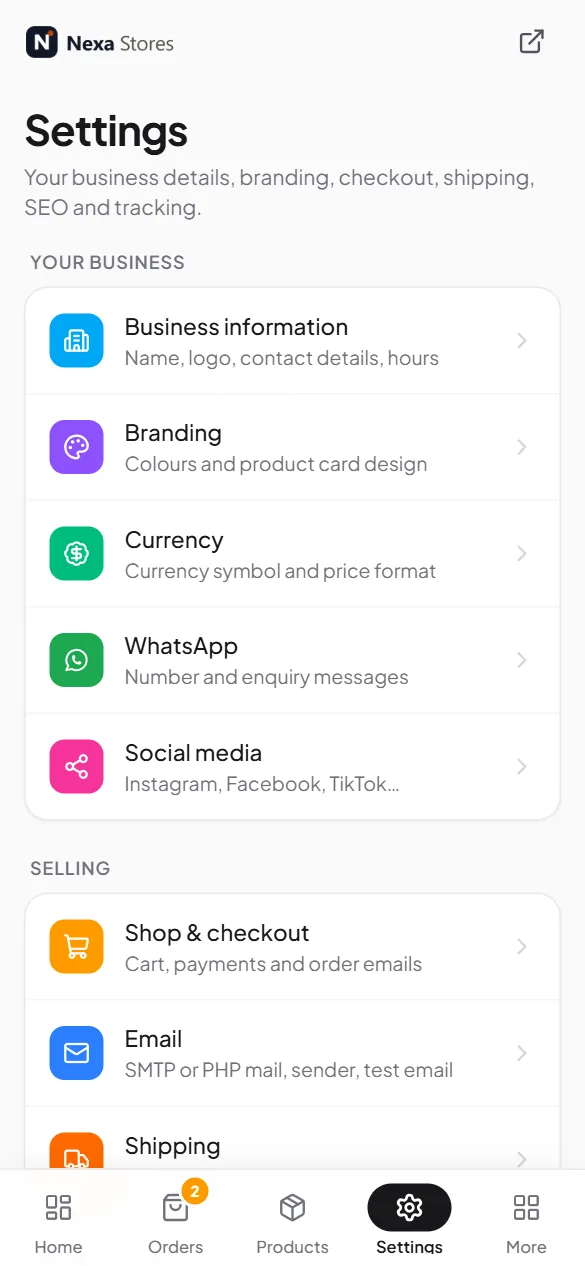 N Nexa Stores
Settings
Your business details, branding, checkout, shipping,
SEO and tracking.
YOUR BUSINESS
Business information
Name, logo, contact details, hours
Branding
Colours and product card design
Currency
Currency symbol and price format
WhatsApp
Number and enquiry messages
Social media
Instagram, Facebook, TikTok...
SELLING
Shop & checkout
Cart, payments and order emails
Email
SMTP or PHP mail, sender, test email
Shipping
2
Home Orders Products Settings More